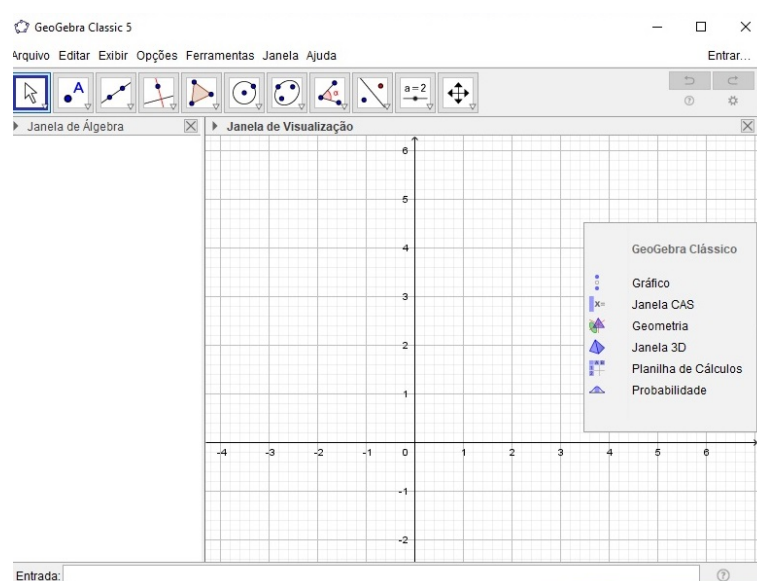 GeoGebra Classic 5
Arquivo Editar Exibir Opções Ferramentas Janela Ajuda Entrar...
A α a=2
Janela de Álgebra Janela de Visualização
6
5
4
3
2
1
-4 -3 -2 -1 0 1 2 3 4 5 6
-1
-2
GeoGebra Clássico
Gráfico
x= Janela CAS
Geometria
Janela 3D
Planilha de Cálculos
Probabilidade
Entrada: